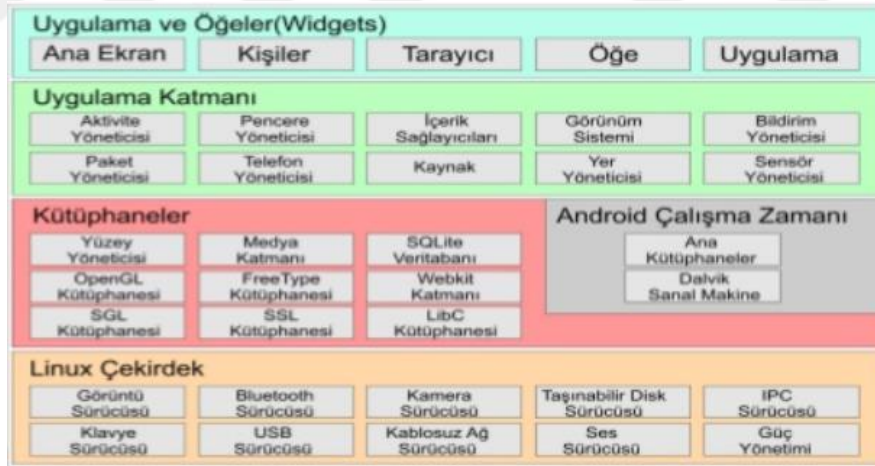 Uygulama ve Öğeler(Widgets)
Ana Ekran
Kişiler
Tarayıcı
Öğe
Uygulama
Uygulama Katmanı
Aktivite
Yöneticisi
Pencere
Yöneticisi
İçerik
Sağlayıcıları
Görünüm
Sistemi
Bildirim
Yöneticisi
Paket
Yöneticisi
Telefon
Yöneticisi
Kaynak
Yer
Yöneticisi
Sensör
Yöneticisi
Kütüphaneler
Yüzey
Yöneticisi
Medya
Katmanı
SQLite
Veritabanı
OpenGL
Kütüphanesi
FreeType
Kütüphanesi
Webkit
Katmanı
SGL
Kütüphanesi
SSL
Kütüphanesi
LibC
Kütüphanesi
Android Çalışma Zamanı
Ana
Kütüphaneler
Dalvik
Sanal Makine
Linux Çekirdek
Görüntü
Sürücüsü
Bluetooth
Sürücüsü
Kamera
Sürücüsü
Taşınabilir Disk
Sürücüsü
IPC
Sürücüsü
Klavye
Sürücüsü
USB
Sürücüsü
Kablosuz Ağ
Sürücüsü
Ses
Sürücüsü
Güç
Yönetimi